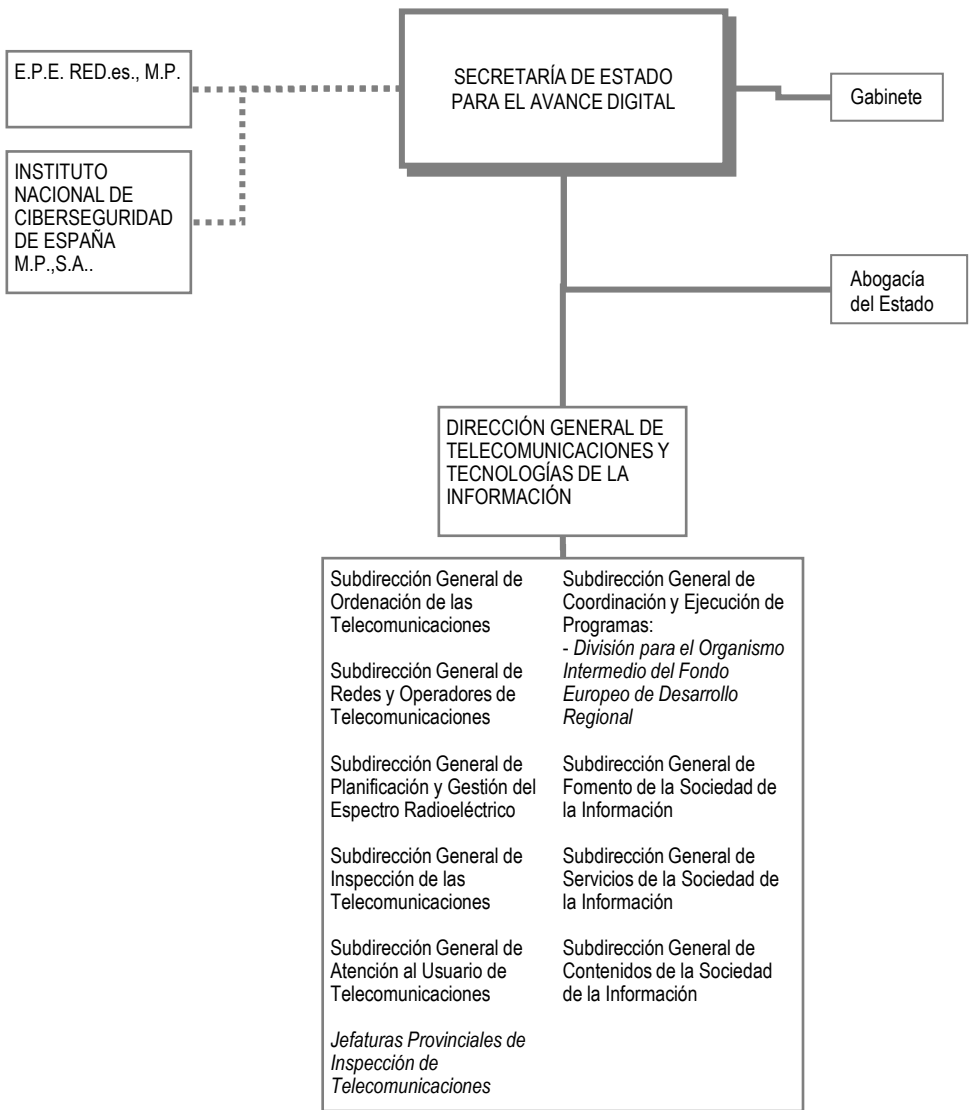 E.P.E. RED.es., M.P.
SECRETARÍA DE ESTADO
PARA EL AVANCE DIGITAL
Gabinete
INSTITUTO
NACIONAL DE
CIBERSEGURIDAD
DE ESPAÑA
M.P.,S.A..
Abogacía
del Estado
DIRECCIÓN GENERAL DE
TELECOMUNICACIONES Y
TECNOLOGÍAS DE LA
INFORMACIÓN
Subdirección General de
Ordenación de las
Telecomunicaciones
Subdirección General de
Redes y Operadores de
Telecomunicaciones
Subdirección General de
Planificación y Gestión del
Espectro Radioeléctrico
Subdirección General de
Inspección de las
Telecomunicaciones
Subdirección General de
Atención al Usuario de
Telecomunicaciones
Jefaturas Provinciales de
Inspección de
Telecomunicaciones
Subdirección General de
Coordinación y Ejecución de
Programas:
- División para el Organismo
Intermedio del Fondo
Europeo de Desarrollo
Regional
Subdirección General de
Fomento de la Sociedad de
la Información
Subdirección General de
Servicios de la Sociedad de
la Información
Subdirección General de
Contenidos de la Sociedad
de la Información